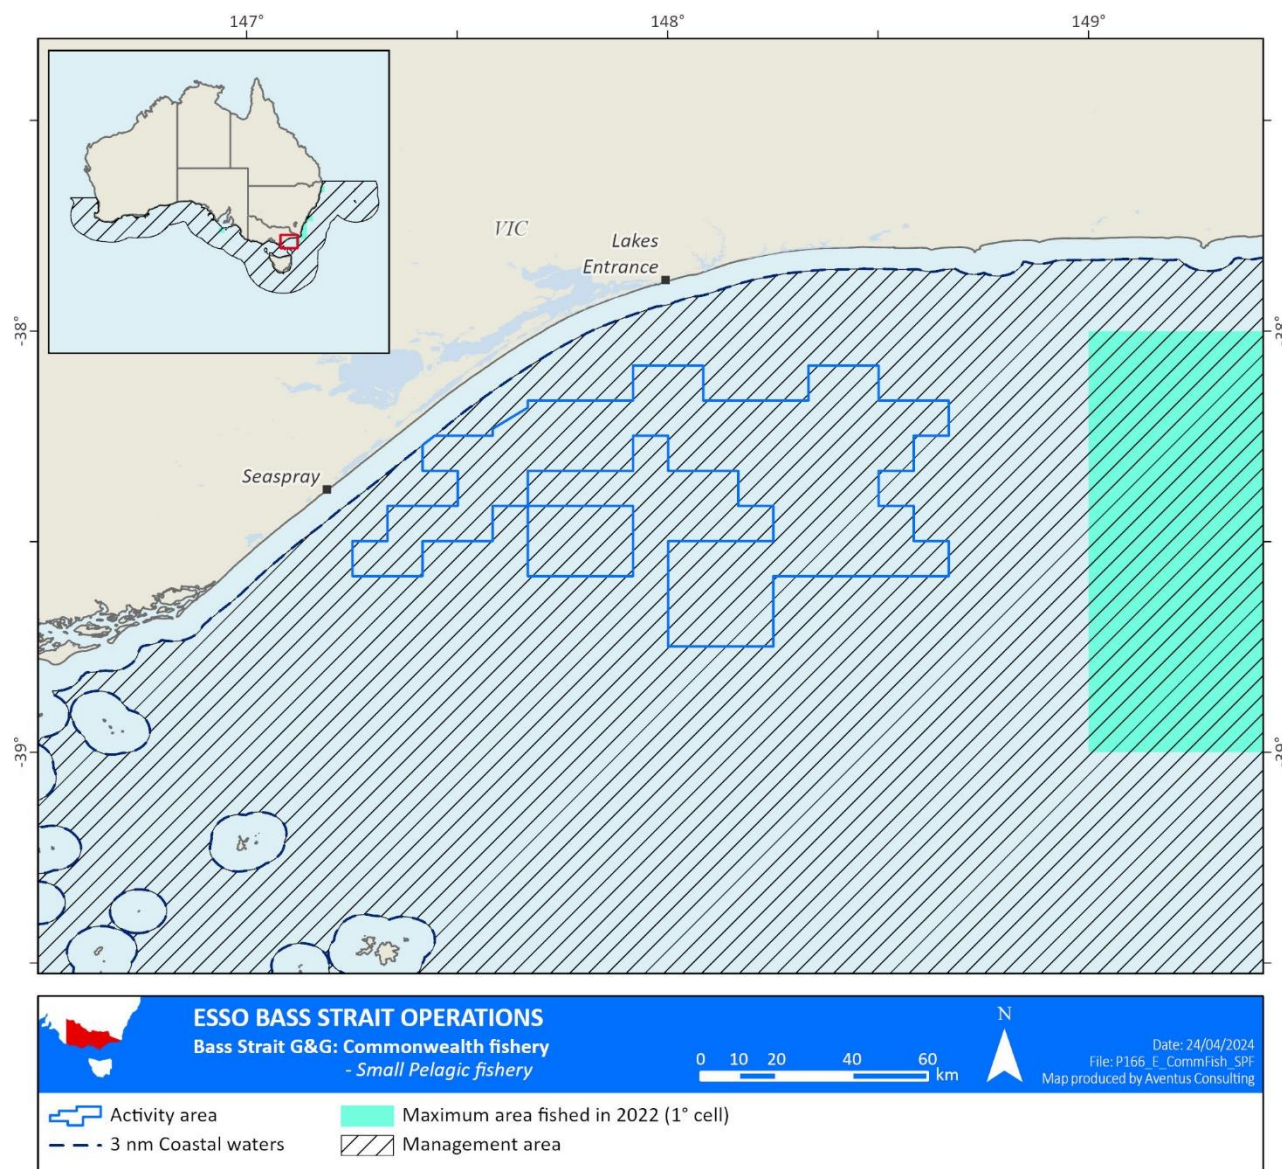 147°
148°
149°
VIC
Lakes
Entrance
-38°
-38°
Seaspray
-39°
-39°
ESSO BASS STRAIT OPERATIONS
Bass Strait G&G: Commonwealth fishery
- Small Pelagic fishery
0 10 20 40 60
km
N
Date: 24/04/2024
File: P166_E_CommFish_SPF
Map produced by Aventus Consulting
Activity area
Maximum area fished in 2022 (1° cell)
3 nm Coastal waters
Management area